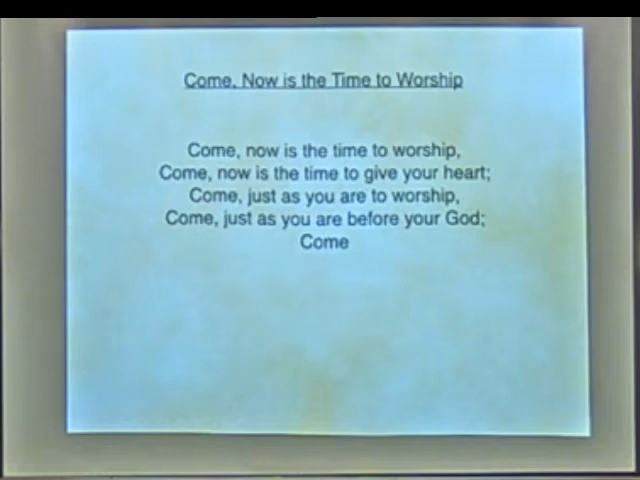 Come, Now is the Time to Worship
Come, now is the time to worship,
Come, now is the time to give your heart;
Come, just as you are to worship,
Come, just as you are before your God;
Come